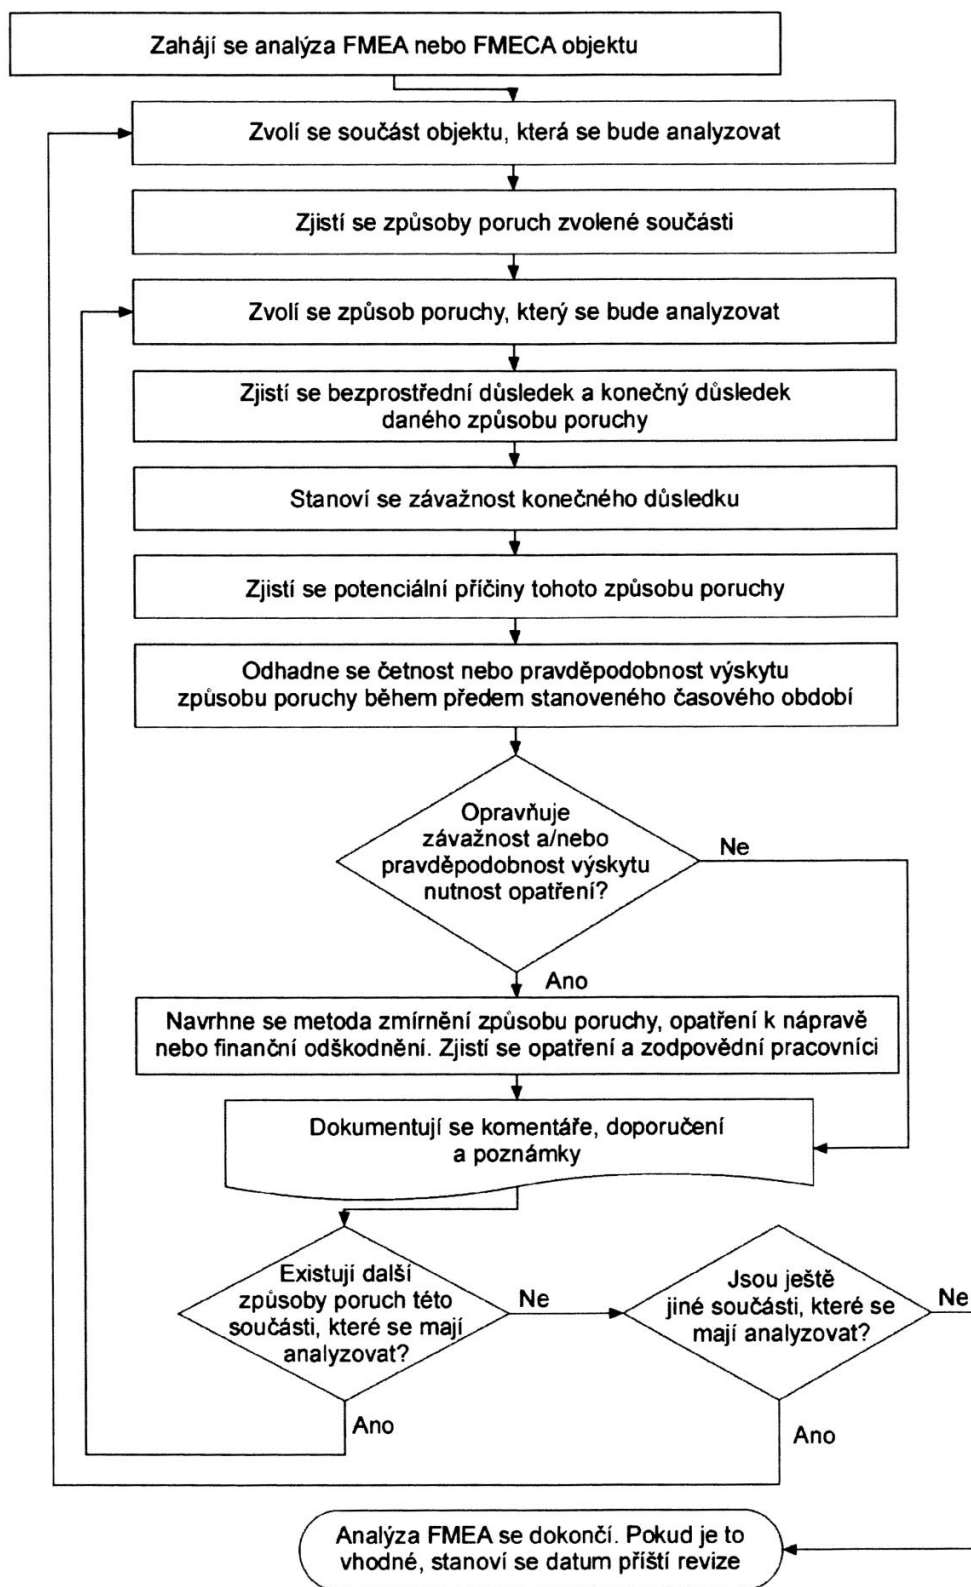 Zahájí se analýza FMEA nebo FMECA objektu
Zvolí se součást objektu, která se bude analyzovat
Zjistí se způsoby poruch zvolené součásti
Zvolí se způsob poruchy, který se bude analyzovat
Zjistí se bezprostřední důsledek a konečný důsledek
daného způsobu poruchy
Stanoví se závažnost konečného důsledku
Zjistí se potenciální příčiny tohoto způsobu poruchy
Odhadne se četnost nebo pravděpodobnost výskytu
způsobu poruchy během předem stanoveného časového období
Opravňuje
závažnost a/nebo
pravděpodobnost výskytu
nutnost opatření?
Ne
Ano
Navrhne se metoda zmírnění způsobu poruchy, opatření k nápravě
nebo finanční odškodnění. Zjistí se opatření a zodpovědní pracovníci
Dokumentují se komentáře, doporučení
a poznámky
Existují další
způsoby poruch této
součásti, které se mají
analyzovat?
Ne
Jsou ještě
jiné součásti, které se
mají analyzovat?
Ne
Ano
Ano
Analýza FMEA se dokončí. Pokud je to
vhodné, stanoví se datum příští revize